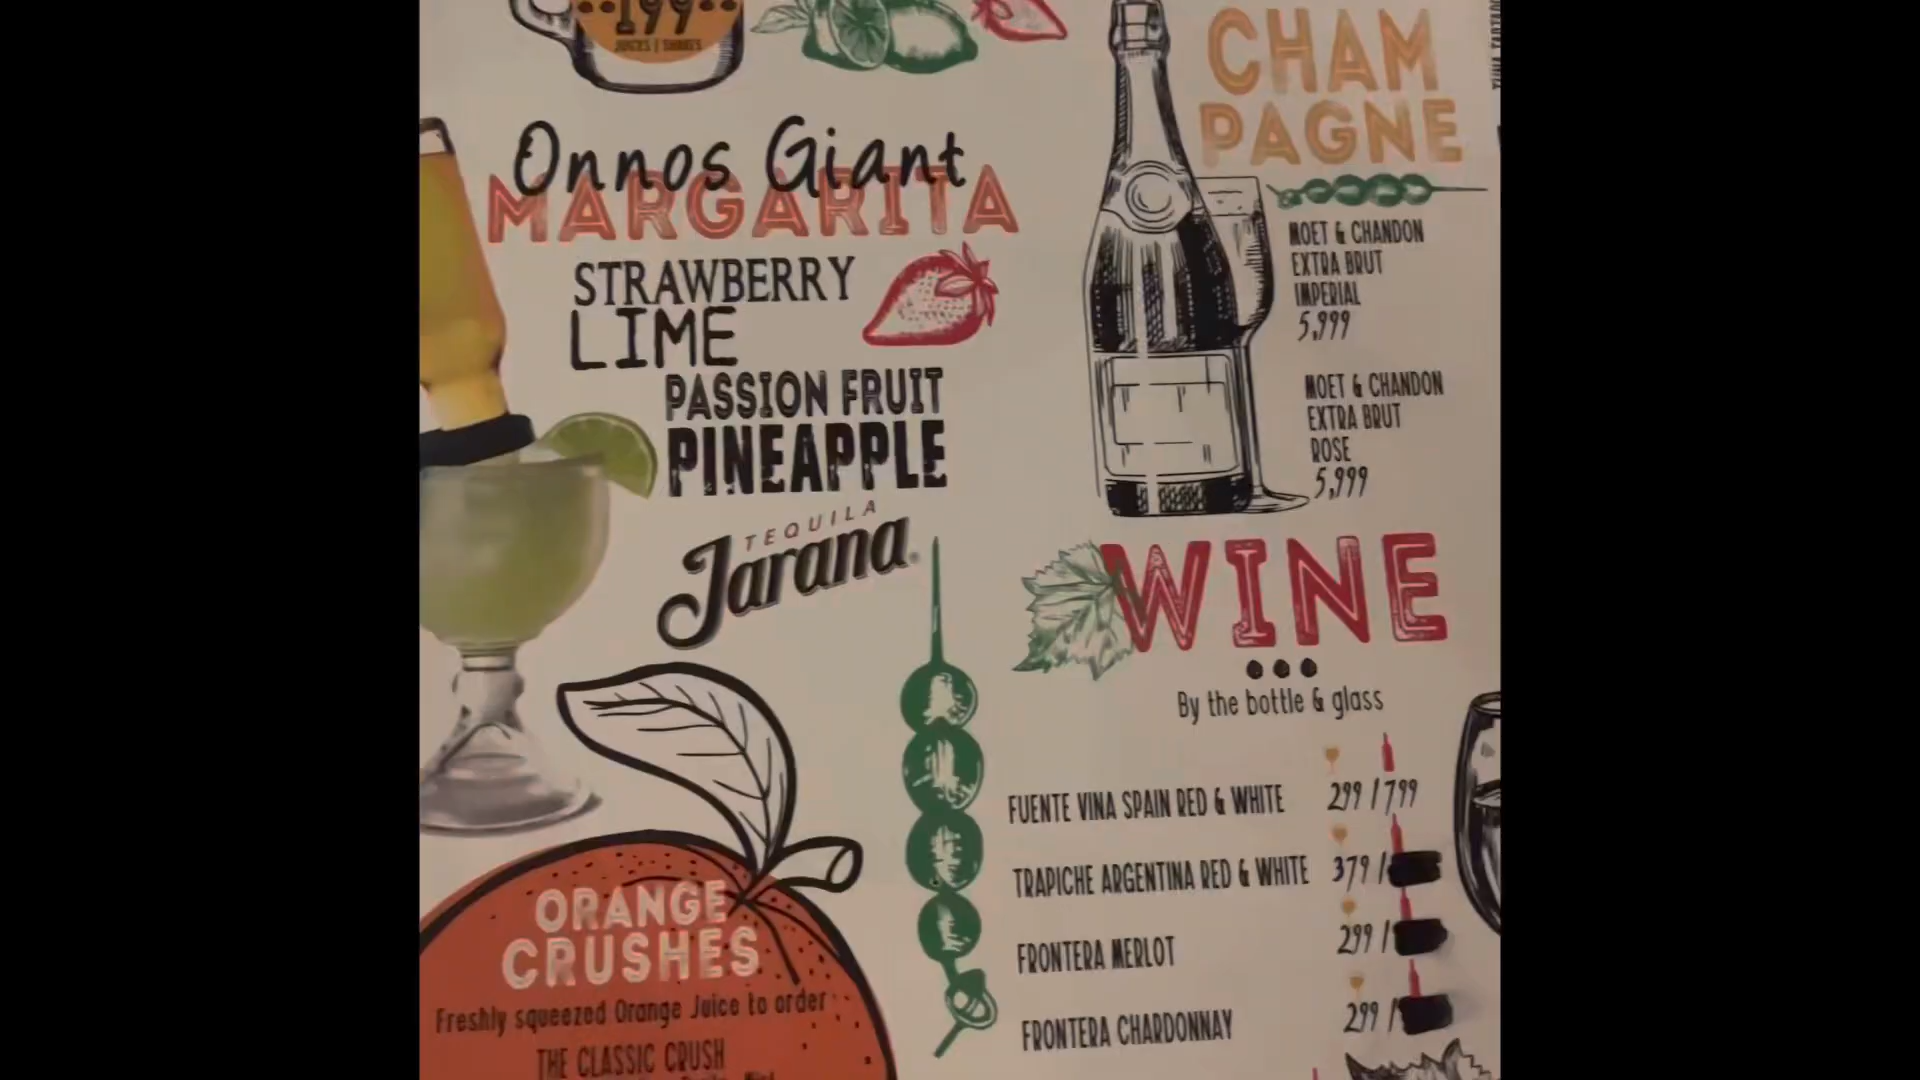 199
JUICES | SHAKES
Onnos Giant
MARGARITA
STRAWBERRY
LIME
PASSION FRUIT
PINEAPPLE
TEQUILA
Jarana
ORANGE
CRUSHES
Freshly squeezed Orange Juice to order
THE CLASSIC CRUSH
CHAM
PAGNE
MOET & CHANDON
EXTRA BRUT
IMPERIAL
5,999
MOET & CHANDON
EXTRA BRUT
ROSE
5,999
WINE
By the bottle & glass
FUENTE VINA SPAIN RED & WHITE 299 / 799
TRAPICHE ARGENTINA RED & WHITE 379 /
FRONTERA MERLOT 299 /
FRONTERA CHARDONNAY 299 /